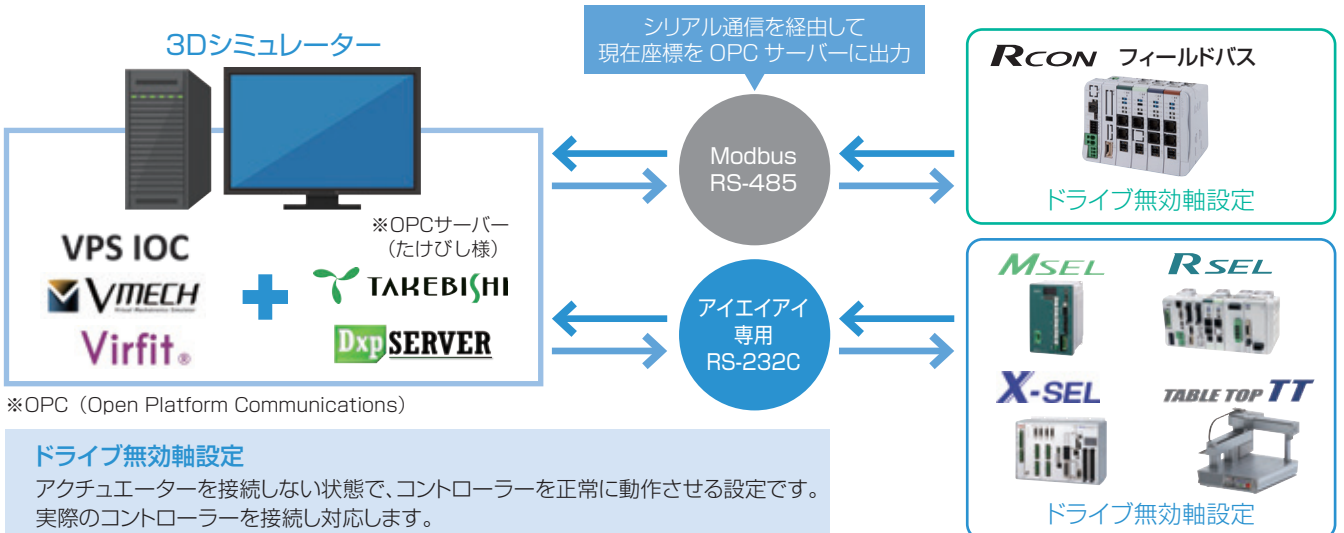 3Dシミュレーター
シリアル通信を経由して
現在座標を OPC サーバーに出力
RCON フィールドバス
Modbus
RS-485
ドライブ無効軸設定
※OPCサーバー
(たけびし様)
VPS IOC
VMECH
Virtual Mechatronics Simulator
Virfit®
TAKEBISHI
Dxp SERVER
アイエイアイ
専用
RS-232C
MSEL
RSEL
X-SEL
TABLE TOP TT
ドライブ無効軸設定
※OPC(Open Platform Communications)
ドライブ無効軸設定
アクチュエーターを接続しない状態で、コントローラーを正常に動作させる設定です。
実際のコントローラーを接続し対応します。